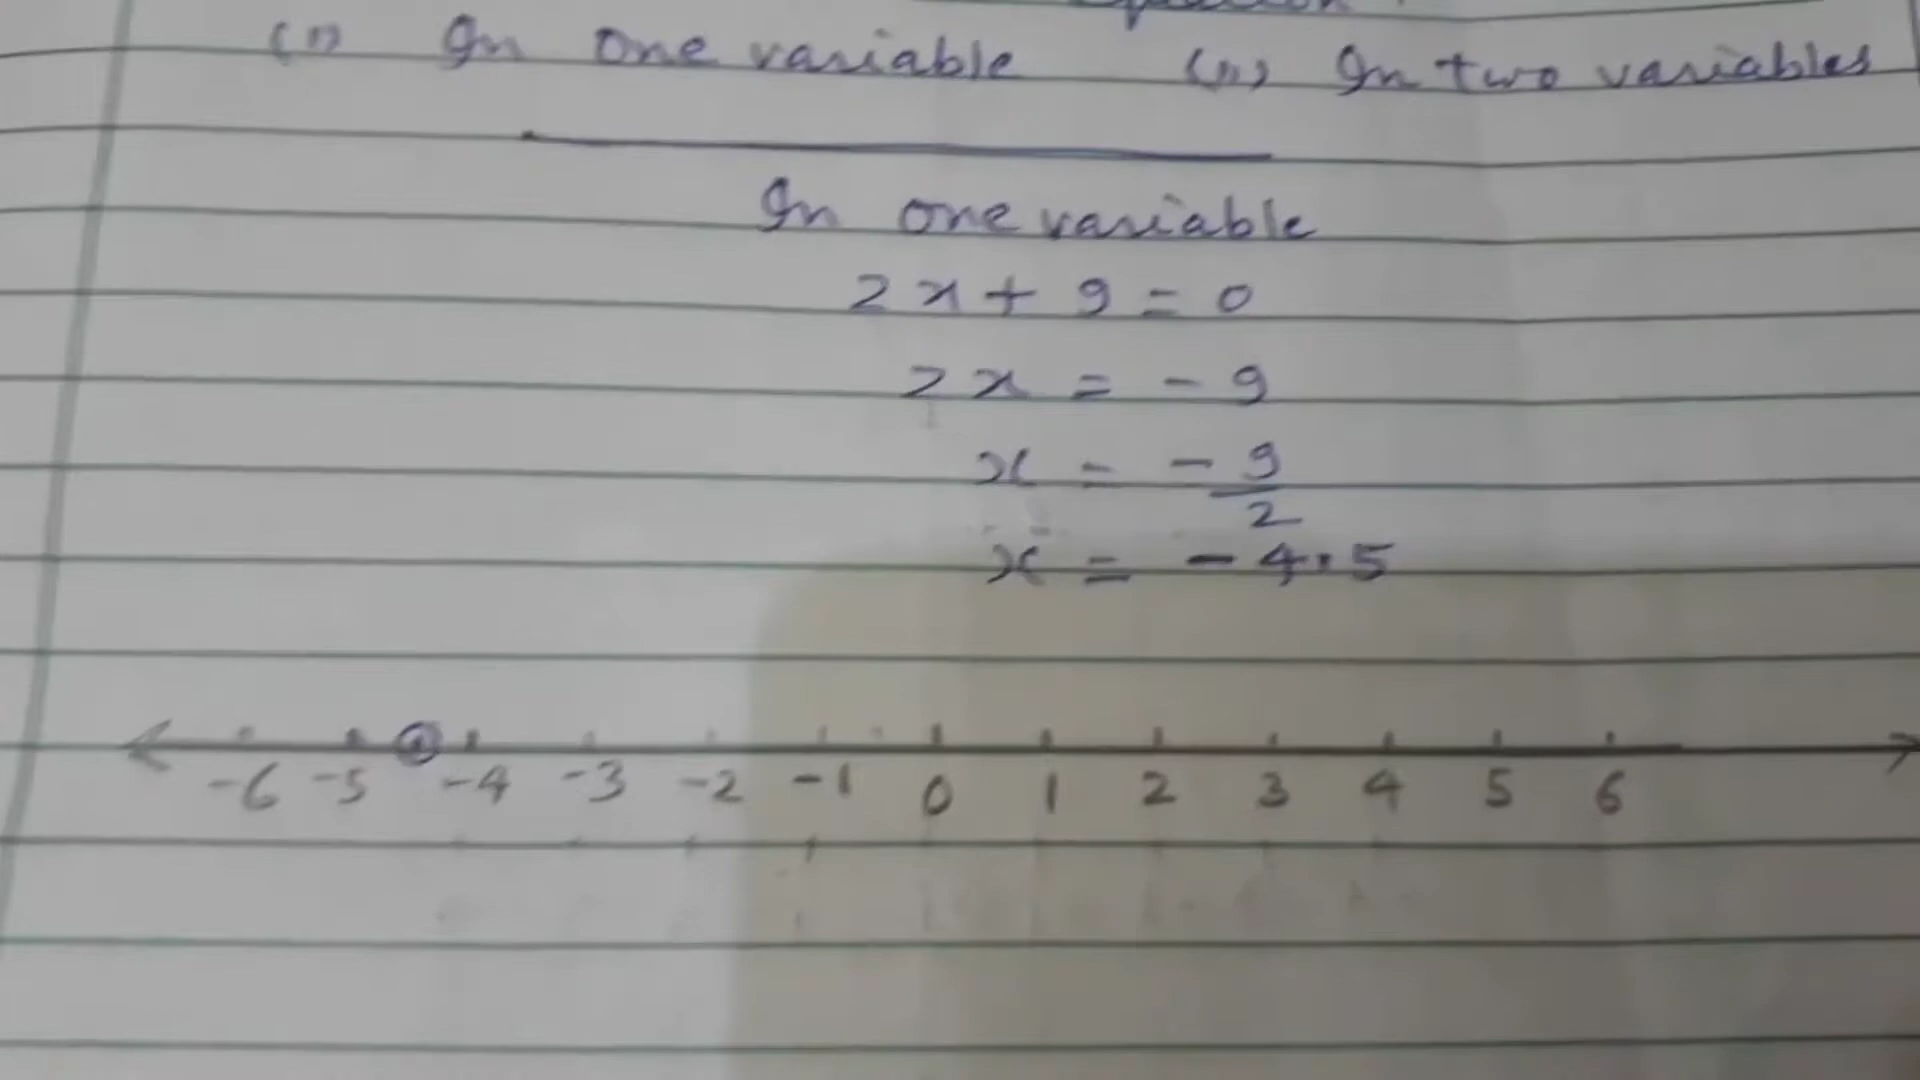 (i) In One variable (ii) In two variables
In one variable
2x + 9 = 0
2x = - 9
x = - 9/2
x = - 4.5
-6 -5 -4 -3 -2 -1 0 1 2 3 4 5 6